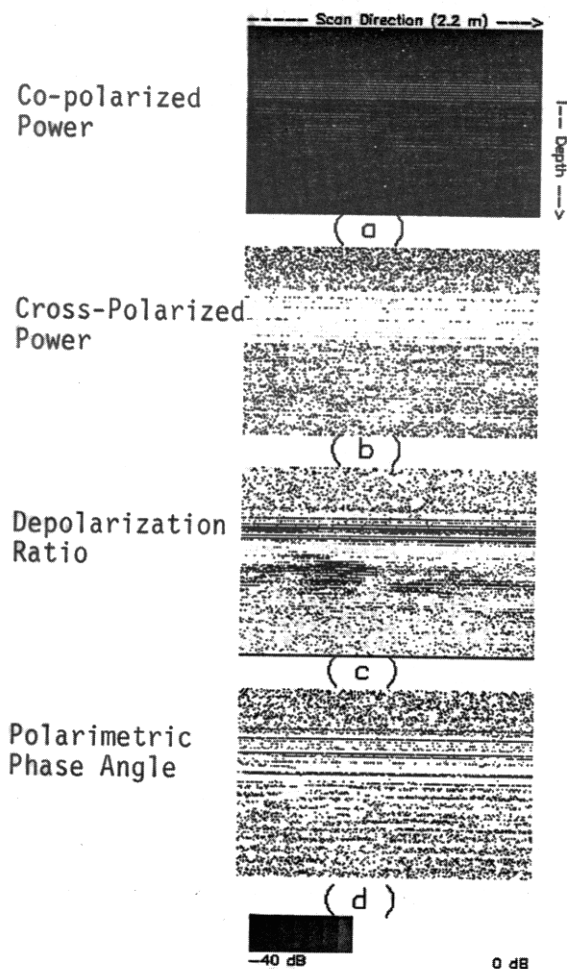 ----- Scan Direction (2.2 m) ---->
Co-polarized
Power
|--- Depth --->
(a)
Cross-Polarized
Power
(b)
Depolarization
Ratio
(c)
Polarimetric
Phase Angle
(d)
-40 dB 0 dB